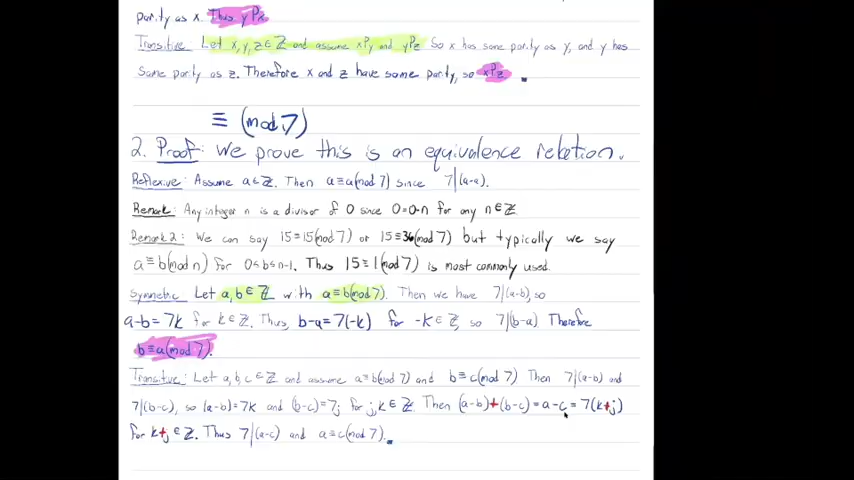 parity as x. Thus yPx
Transitive: Let x,y,z∈ℤ and assume xPy and yPz So x has same parity as y, and y has
same parity as z. Therefore x and z have same parity, so xPz ▪
≡ (mod 7)
2. Proof: We prove this is an equivalence relation.
Reflexive: Assume a∈ℤ. Then a≡a(mod 7) since 7|(a-a).
Remark: Any integer n is a divisor of 0 since 0=0·n for any n∈ℤ
Remark 2: We can say 15≡15(mod 7) or 15≡36(mod 7) but typically we say
a≡b(mod n) for 0≤b≤n-1. Thus 15≡1(mod 7) is most commonly used.
Symmetric: Let a,b∈ℤ with a≡b(mod 7). Then we have 7|(a-b), so
a-b=7k for k∈ℤ. Thus, b-a=7(-k) for -k∈ℤ, so 7|(b-a) Therefore
b≡a(mod 7).
Transitive: Let a,b,c∈ℤ and assume a≡b(mod 7) and b≡c(mod 7) Then 7|(a-b) and
7|(b-c), so (a-b)=7k and (b-c)=7j for j,k∈ℤ. Then (a-b)+(b-c)=a-c=7(k+j)
for k+j∈ℤ. Thus 7|(a-c) and a≡c(mod 7).▪